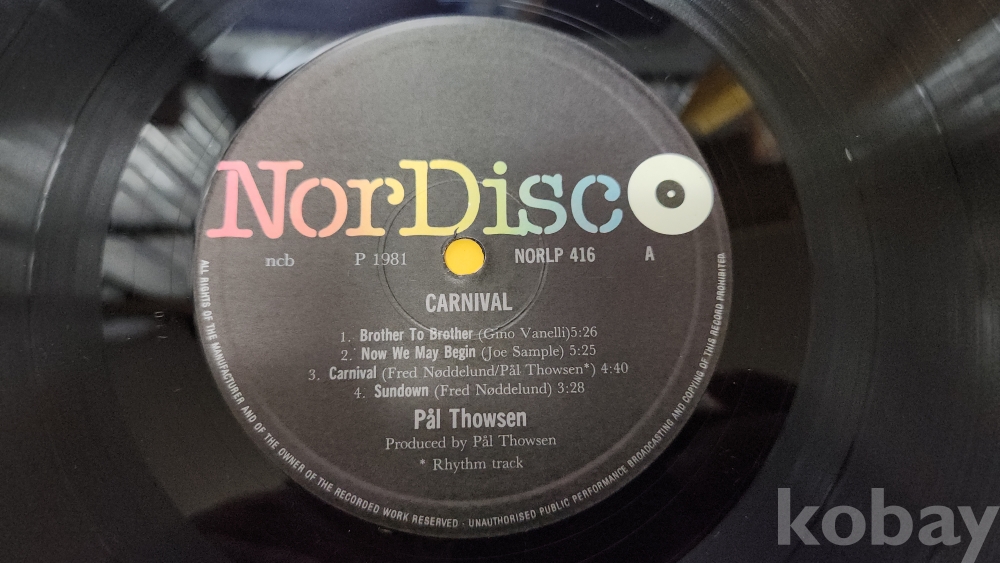 NorDisco
ncb P 1981 NORLP 416 A
CARNIVAL
1. Brother To Brother (Gino Vanelli)5:26
2. Now We May Begin (Joe Sample) 5:25
3. Carnival (Fred Nøddelund/Pål Thowsen*) 4:40
4. Sundown (Fred Nøddelund) 3:28
Pål Thowsen
Produced by Pål Thowsen
* Rhythm track
ALL RIGHTS OF THE MANUFACTURER AND OF THE OWNER OF THE RECORDED WORK RESERVED · UNAUTHORISED PUBLIC PERFORMANCE BROADCASTING AND COPYING OF THIS RECORD PROHIBITED
kobay